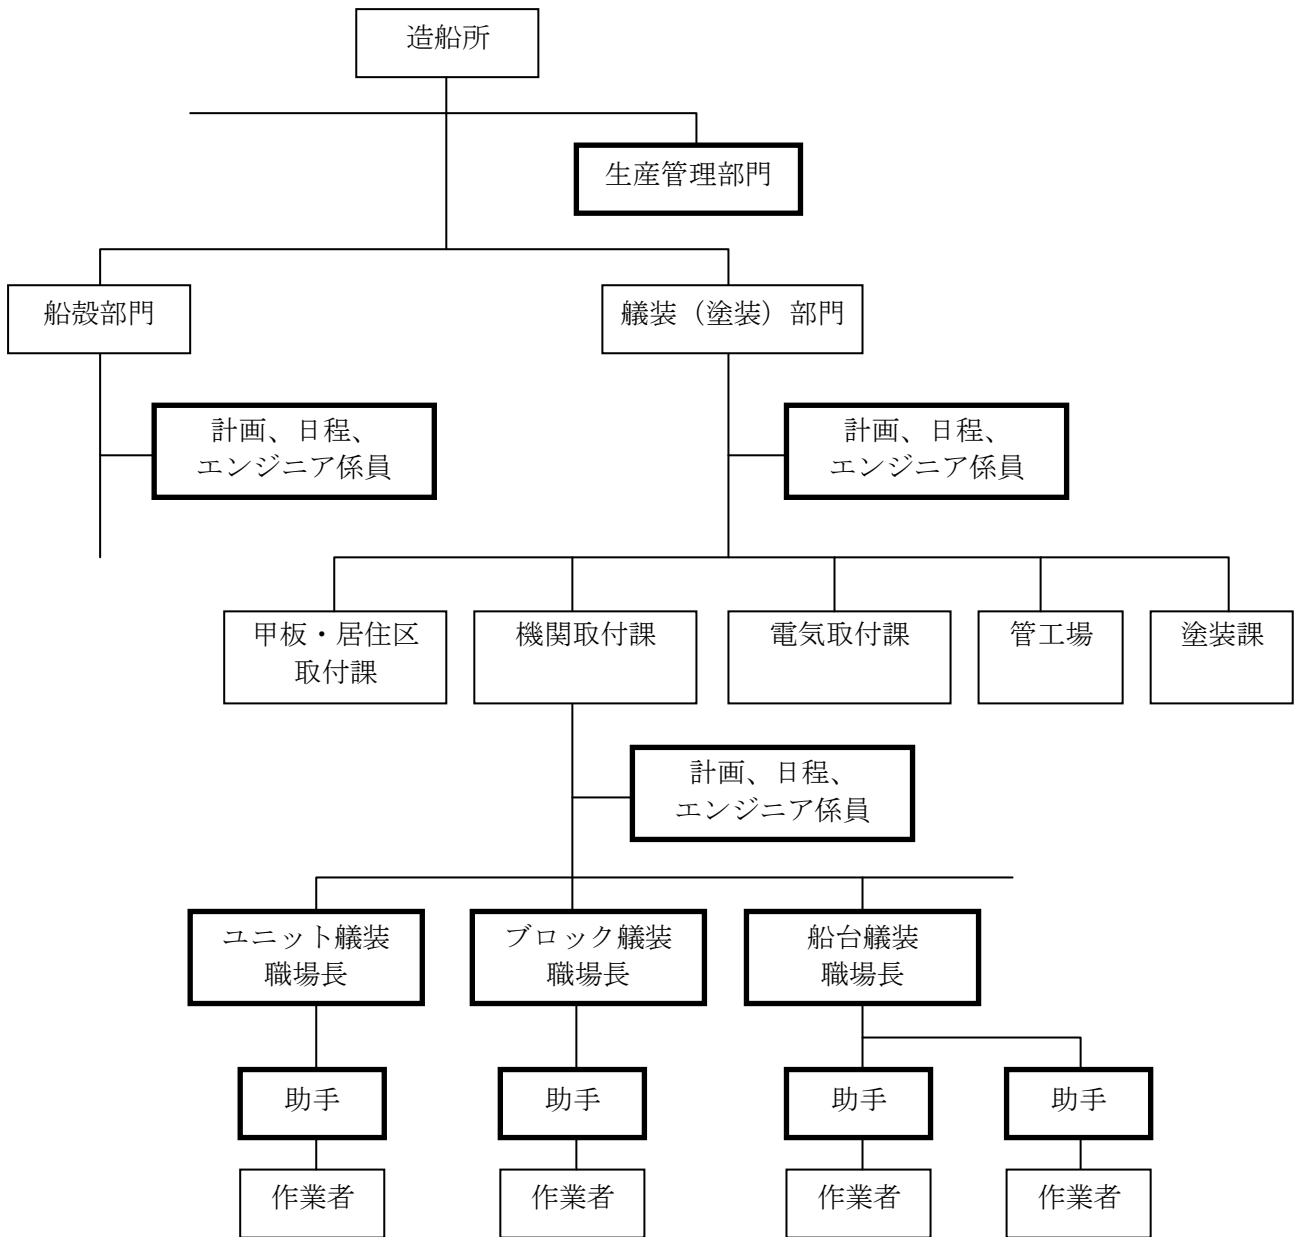 造船所
生産管理部門
船殻部門
艤装（塗装）部門
計画、日程、
エンジニア係員
計画、日程、
エンジニア係員
甲板・居住区
取付課
機関取付課
電気取付課
管工場
塗装課
計画、日程、
エンジニア係員
ユニット艤装
職場長
ブロック艤装
職場長
船台艤装
職場長
助手
助手
助手
助手
作業者
作業者
作業者
作業者